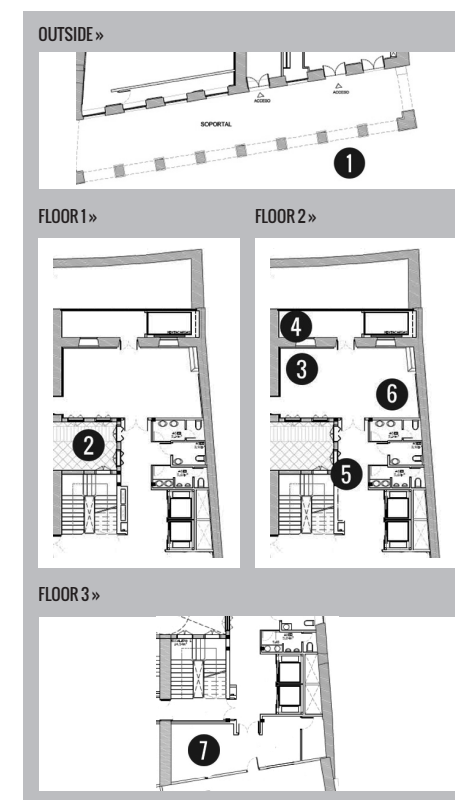 OUTSIDE »
ACCESO
ACCESO
SOPORTAL
1
FLOOR 1 »
FLOOR 2 »
2
4
3
6
5
FLOOR 3 »
7